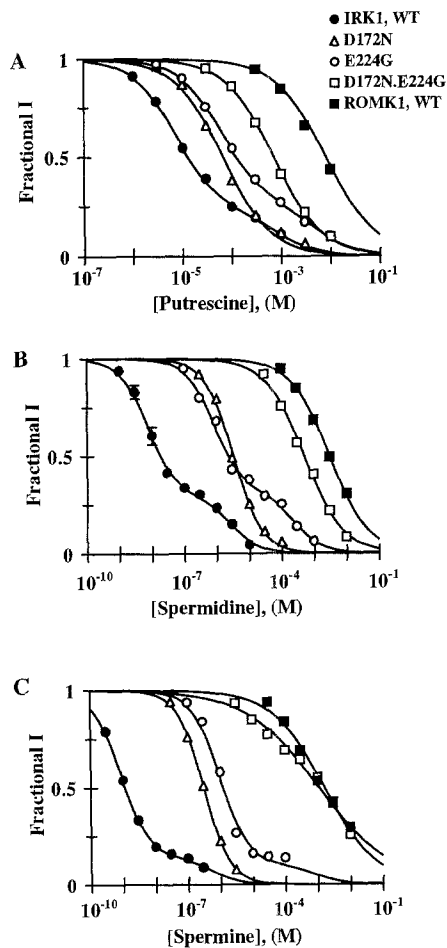 ● IRK1, WT
△ D172N
○ E224G
□ D172N.E224G
■ ROMK1, WT
A
1
0.5
0
Fractional I
10⁻⁷ 10⁻⁵ 10⁻³ 10⁻¹
[Putrescine], (M)
B
1
0.5
0
Fractional I
10⁻¹⁰ 10⁻⁷ 10⁻⁴ 10⁻¹
[Spermidine], (M)
C
1
0.5
0
Fractional I
10⁻¹⁰ 10⁻⁷ 10⁻⁴ 10⁻¹
[Spermine], (M)